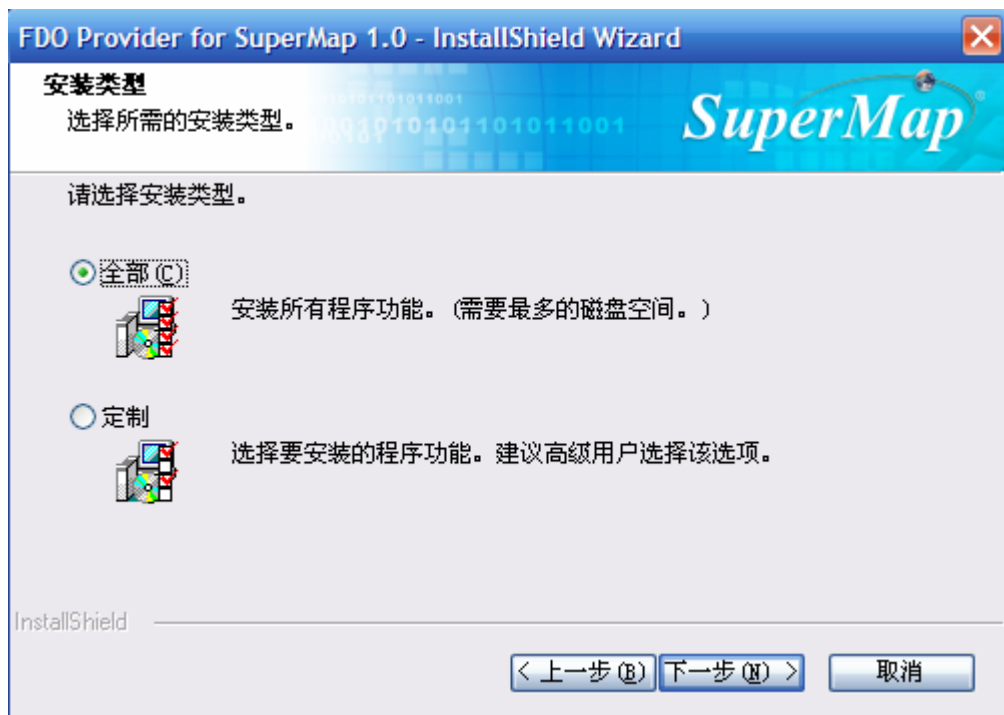 FDO Provider for SuperMap 1.0 - InstallShield Wizard
安装类型
选择所需的安装类型。
SuperMap®
请选择安装类型。
全部(C)
安装所有程序功能。(需要最多的磁盘空间。)
定制
选择要安装的程序功能。建议高级用户选择该选项。
InstallShield
< 上一步(B) 下一步(N) > 取消